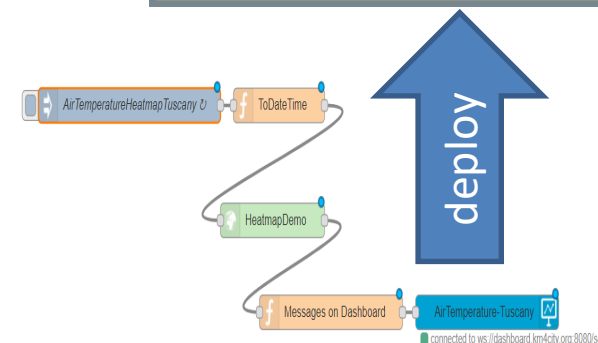 AirTemperatureHeatmapTuscany ↻
ToDateTime
deploy
HeatmapDemo
Messages on Dashboard
AirTemperature-Tuscany
connected to ws://dashboard.km4city.org:8080/s